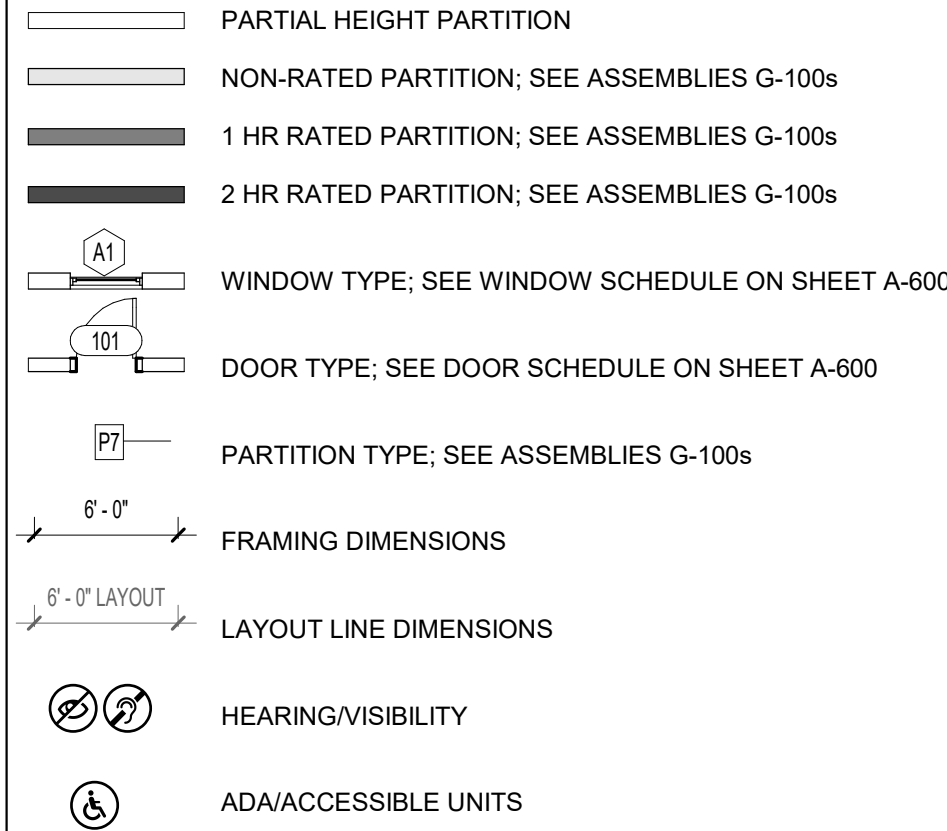 PARTIAL HEIGHT PARTITION
NON-RATED PARTITION; SEE ASSEMBLIES G-100s
1 HR RATED PARTITION; SEE ASSEMBLIES G-100s
2 HR RATED PARTITION; SEE ASSEMBLIES G-100s
A1
WINDOW TYPE; SEE WINDOW SCHEDULE ON SHEET A-600
101
DOOR TYPE; SEE DOOR SCHEDULE ON SHEET A-600
P7
PARTITION TYPE; SEE ASSEMBLIES G-100s
6' - 0"
FRAMING DIMENSIONS
6' - 0" LAYOUT
LAYOUT LINE DIMENSIONS
HEARING/VISIBILITY
ADA/ACCESSIBLE UNITS